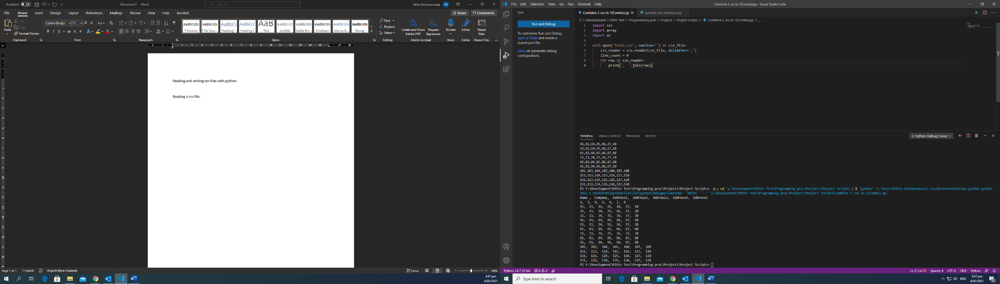 AutoSave Off Document1 - Word Search Mihir Bachkaniwala MB
File Home Insert Design Layout References Mailings Review View Help Acrobat Share Comments
Paste Cut Copy Format Painter
Calibri (Body) 11
AaBbCcDc AaBbCcDc AaBbCc AaBbCcC AaB AaBbCcD AaBbCcDc AaBbCcDc AaBbCcDc AaBbCcDc
¶ Normal ¶ No Spac... Heading 1 Heading 2 Title Subtitle Subtle Em... Emphasis Intense E... Strong
Find Replace Select
Create and Share Adobe PDF Request Signatures Dictate Editor Reuse Files
Clipboard Font Paragraph Styles Editing Adobe Acrobat Voice Editor Reuse Files
Reading and writing csv files with python:
Reading a csv file:
Page 1 of 1 11 words English (New Zealand) Focus 100%
3:47 pm
4/02/2021
File Edit Selection View Go Run Terminal Help Combine 2 csv to 1(Combo).py - Visual Studio Code
RUN
Run and Debug
To customize Run and Debug,
open a folder and create a
launch.json file.
Show all automatic debug
configurations.
Combine 2 csv to 1(Combo).py scombo_for reference.py
Y: > Development > Mihir Test > Programming prac > Projects > Project Scripts > Combine 2 csv to 1(Combo).py > ...
1 import csv
2 import array
3 import os
4
5 with open('Test1.csv', newline='') as csv_file:
6 csv_reader = csv.reader(csv_file, delimiter=',')
7 line_count = 0
8 for row in csv_reader:
9 print(',  '.join(row))
TERMINAL DEBUG CONSOLE PROBLEMS OUTPUT 2: Python Debug Consc
41,43,44,45,46,47,48
51,53,54,55,56,57,58
61,63,64,65,66,67,68
71,73,74,75,76,77,78
81,83,84,85,86,87,88
91,93,94,95,96,97,98
101,103,104,105,106,107,108
111,113,114,115,116,117,118
121,123,124,125,126,127,128
131,133,134,135,136,137,138
PS Y:\Development\Mihir Test\Programming prac\Projects\Project Scripts>  y:; cd 'y:\Development\Mihir Test\Programming prac\Projects\Project Scripts'; & 'python' 'c:\Users\Mihir.Bachkaniwala\.vscode\extensions\ms-python.python-
2021.1.502429796\pythonFiles\lib\python\debugpy\launcher' '60225' '--' 'y:\Development\Mihir Test\Programming prac\Projects\Project Scripts\Combine 2 csv to 1(Combo).py'
Name ,  Company,  Address1,  Address2,  Address3,  Address4,  Address5
1,  3,  4,  5,  6,  7,  8
11,  13,  14,  15,  16,  17,  18
21,  23,  24,  25,  26,  27,  28
31,  33,  34,  35,  36,  37,  38
41,  43,  44,  45,  46,  47,  48
51,  53,  54,  55,  56,  57,  58
61,  63,  64,  65,  66,  67,  68
71,  73,  74,  75,  76,  77,  78
81,  83,  84,  85,  86,  87,  88
91,  93,  94,  95,  96,  97,  98
101,  103,  104,  105,  106,  107,  108
111,  113,  114,  115,  116,  117,  118
121,  123,  124,  125,  126,  127,  128
131,  133,  134,  135,  136,  137,  138
PS Y:\Development\Mihir Test\Programming prac\Projects\Project Scripts>
Python 3.6.7 32-bit 0 0 Ln 9, Col 31 Spaces: 4 UTF-8 CRLF Python
Type here to search ENG 3:47 pm
4/02/2021 22